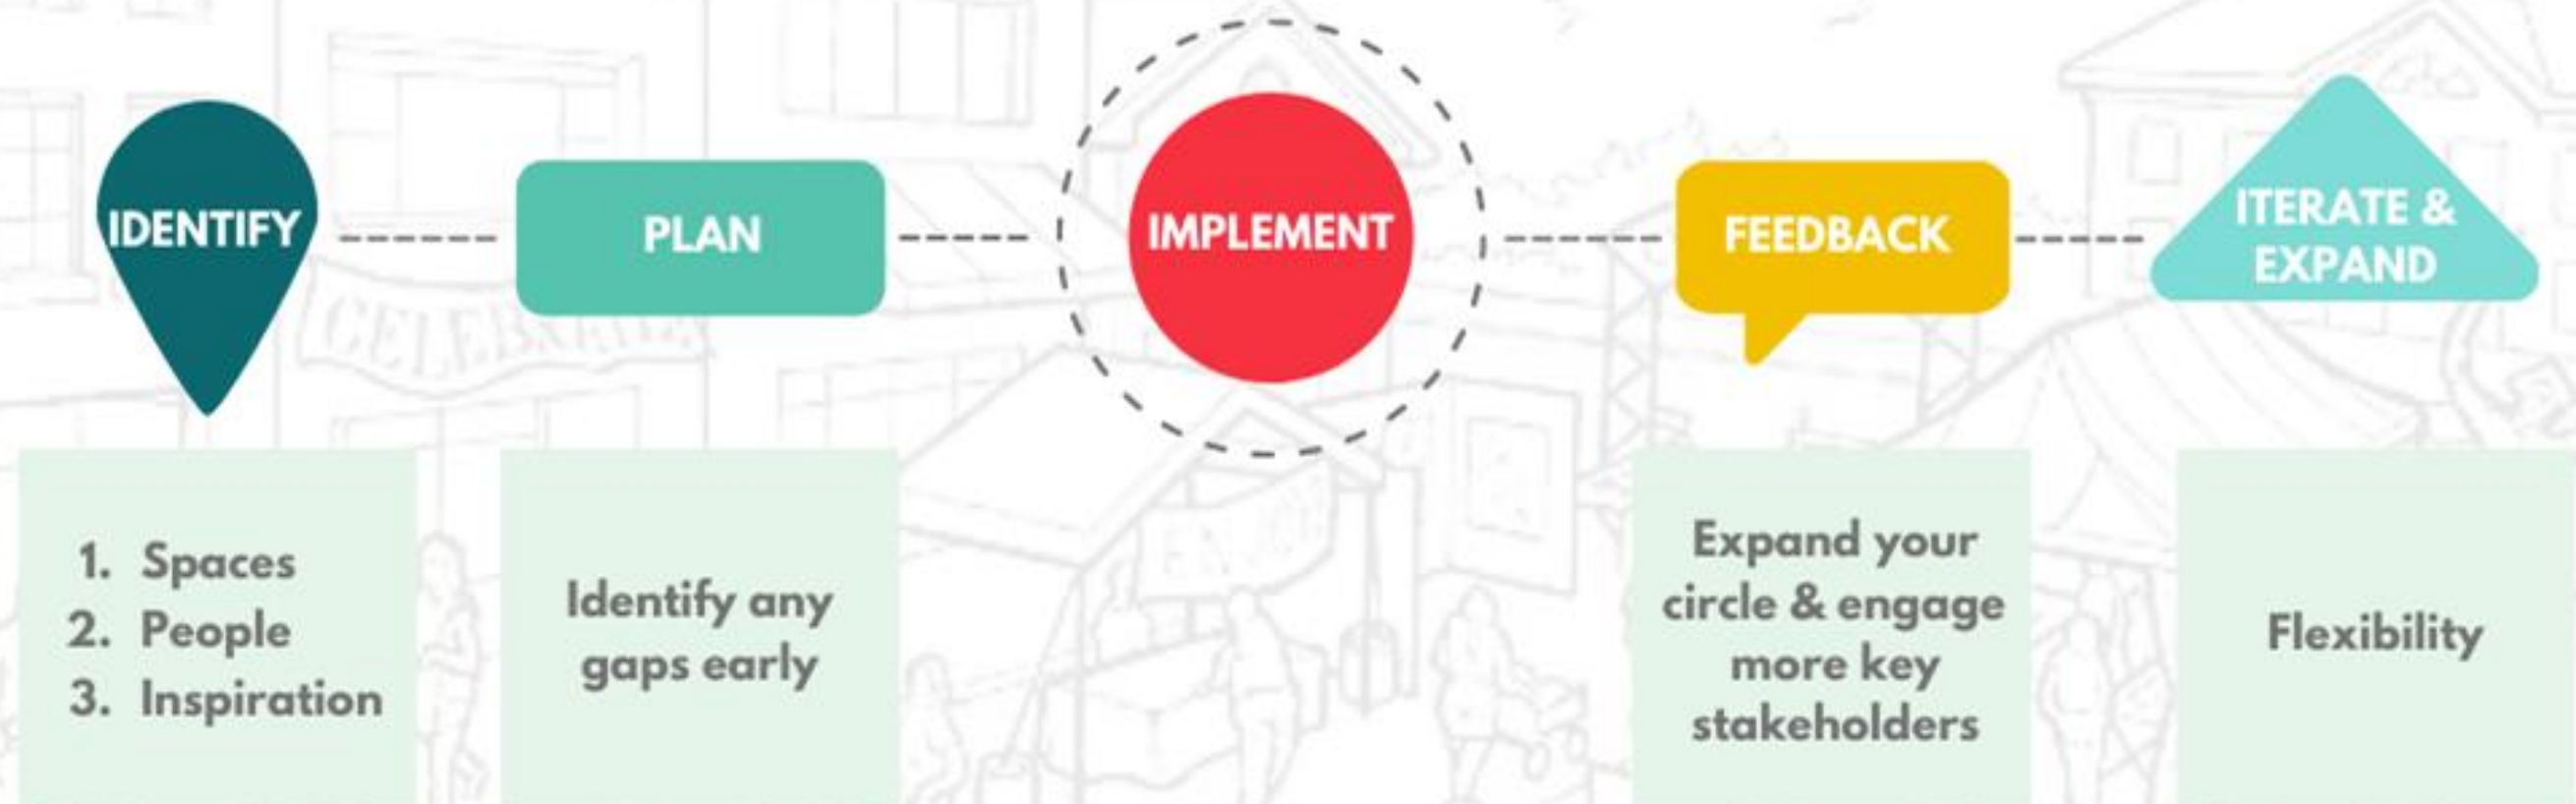 IDENTIFY
PLAN
IMPLEMENT
FEEDBACK
ITERATE &
EXPAND
1. Spaces
2. People
3. Inspiration
Identify any
gaps early
Expand your
circle & engage
more key
stakeholders
Flexibility